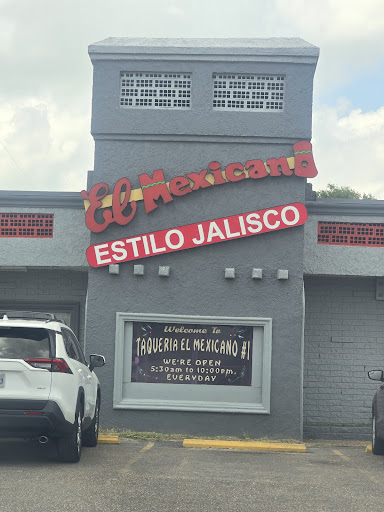 El Mexicano
ESTILO JALISCO
Welcome To
TAQUERIA EL MEXICANO #1
WE'RE OPEN
5:30am to 10:00pm.
EVERYDAY